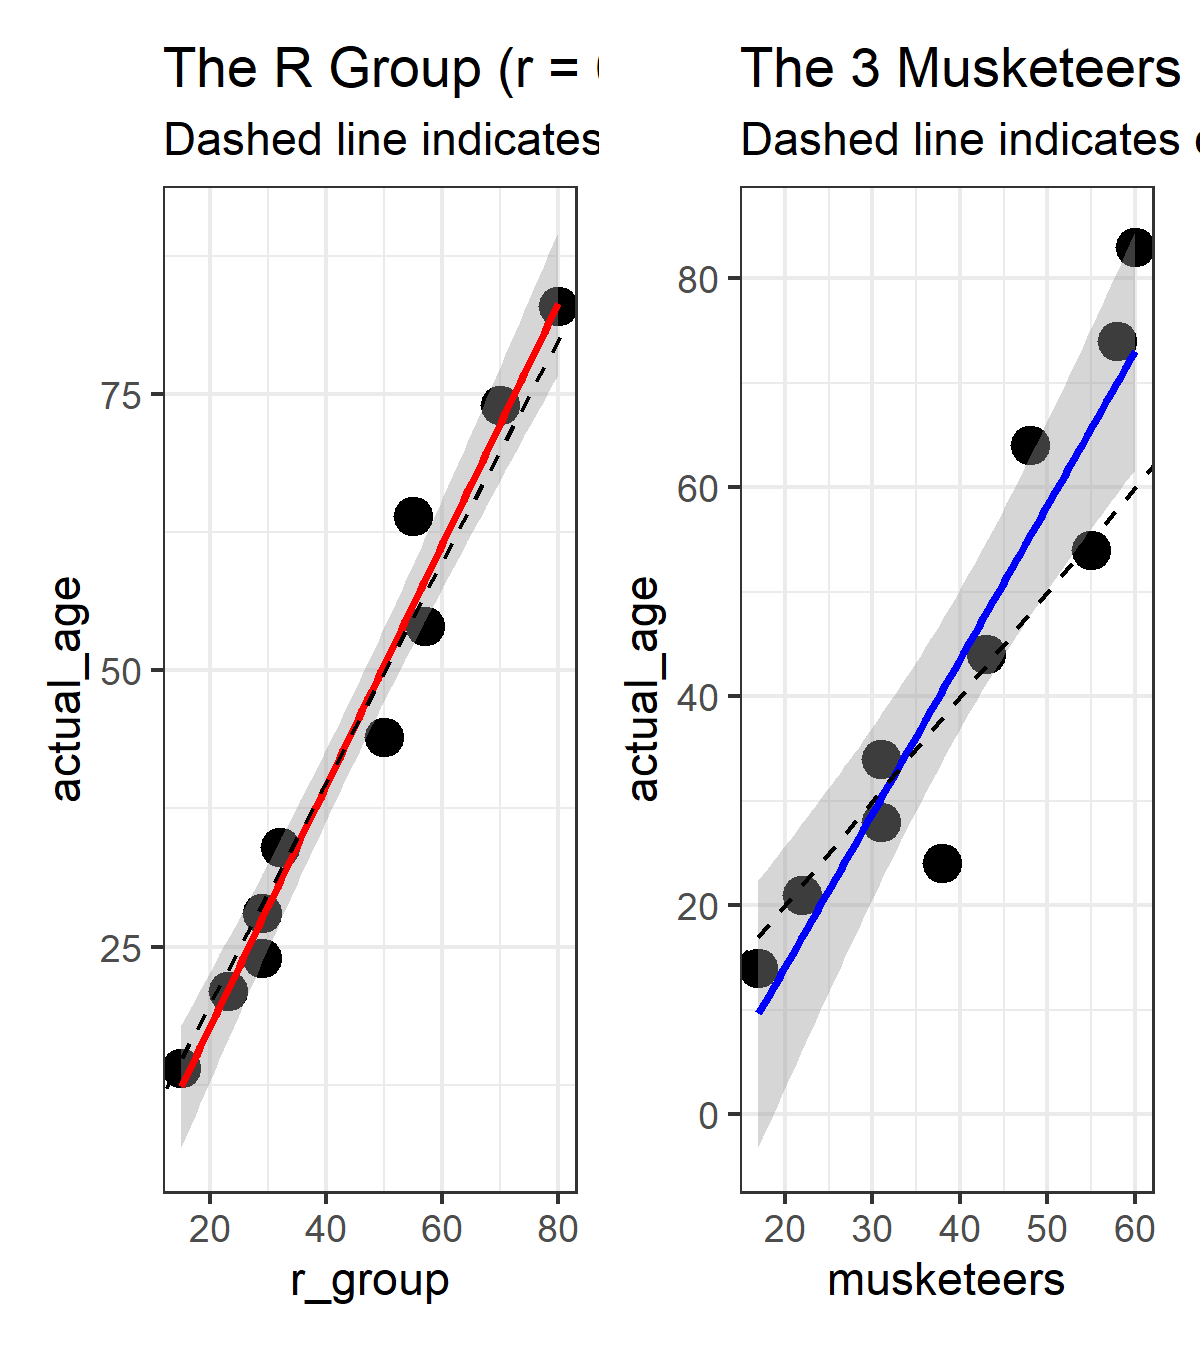 The R Group (r =
Dashed line indicates
75
50
25
actual_age
20 40 60 80
r_group
The 3 Musketeers
Dashed line indicates
80
60
40
20
0
actual_age
20 30 40 50 60
musketeers